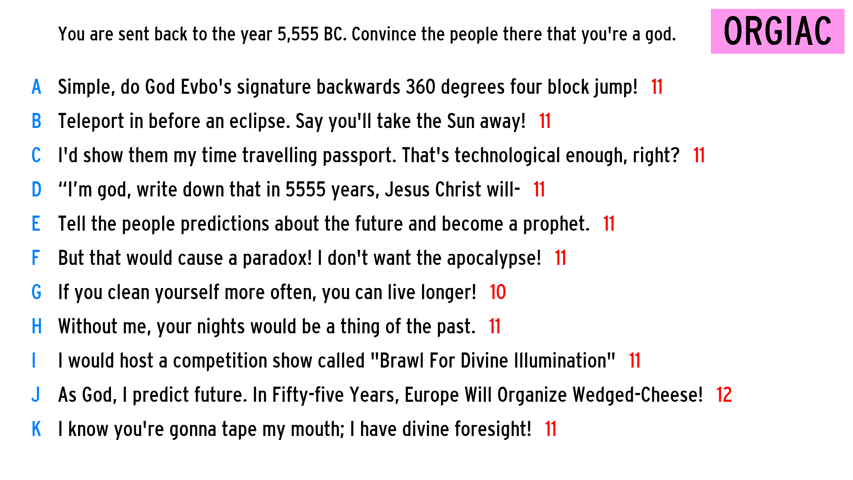 You are sent back to the year 5,555 BC. Convince the people there that you're a god.
ORGIAC
A Simple, do God Evbo's signature backwards 360 degrees four block jump! 11
B Teleport in before an eclipse. Say you'll take the Sun away! 11
C I'd show them my time travelling passport. That's technological enough, right? 11
D “I’m god, write down that in 5555 years, Jesus Christ will- 11
E Tell the people predictions about the future and become a prophet. 11
F But that would cause a paradox! I don't want the apocalypse! 11
G If you clean yourself more often, you can live longer! 10
H Without me, your nights would be a thing of the past. 11
I I would host a competition show called "Brawl For Divine Illumination" 11
J As God, I predict future. In Fifty-five Years, Europe Will Organize Wedged-Cheese! 12
K I know you're gonna tape my mouth; I have divine foresight! 11